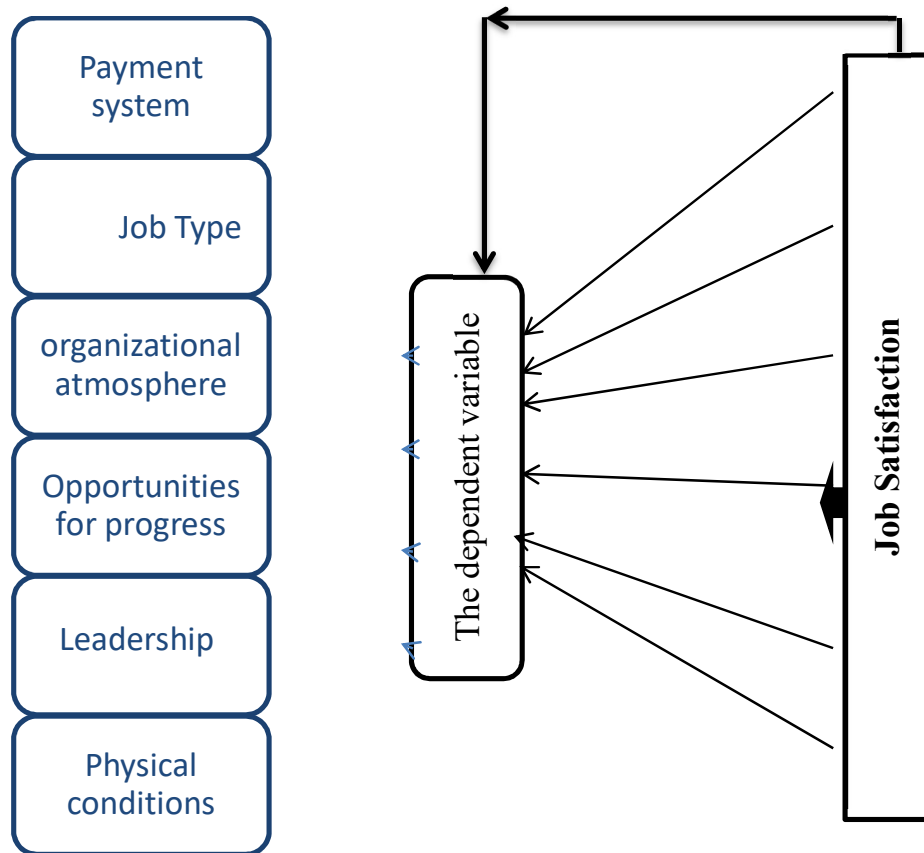 Payment
system
Job Type
organizational
atmosphere
Opportunities
for progress
Leadership
Physical
conditions
The dependent variable
Job Satisfaction